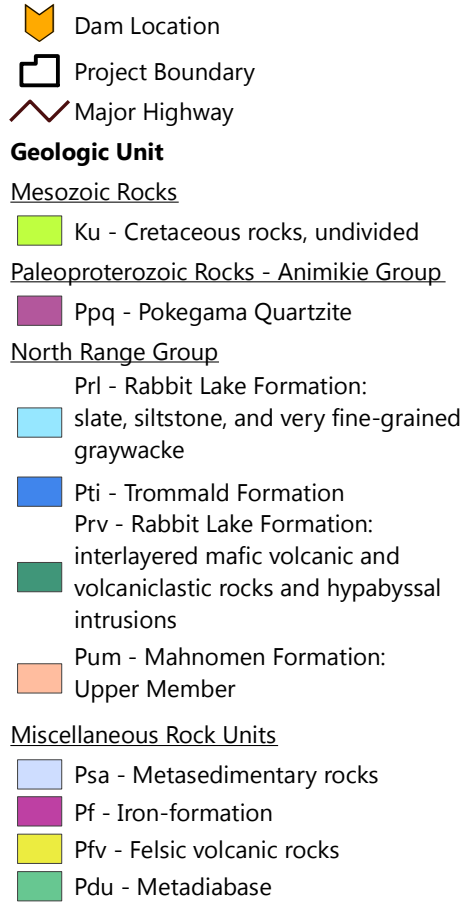 Dam Location
Project Boundary
Major Highway
Geologic Unit
Mesozoic Rocks
Ku - Cretaceous rocks, undivided
Paleoproterozoic Rocks - Animikie Group
Ppq - Pokegama Quartzite
North Range Group
Prl - Rabbit Lake Formation:
slate, siltstone, and very fine-grained
graywacke
Pti - Trommald Formation
Prv - Rabbit Lake Formation:
interlayered mafic volcanic and
volcaniclastic rocks and hypabyssal
intrusions
Pum - Mahnomen Formation:
Upper Member
Miscellaneous Rock Units
Psa - Metasedimentary rocks
Pf - Iron-formation
Pfv - Felsic volcanic rocks
Pdu - Metadiabase